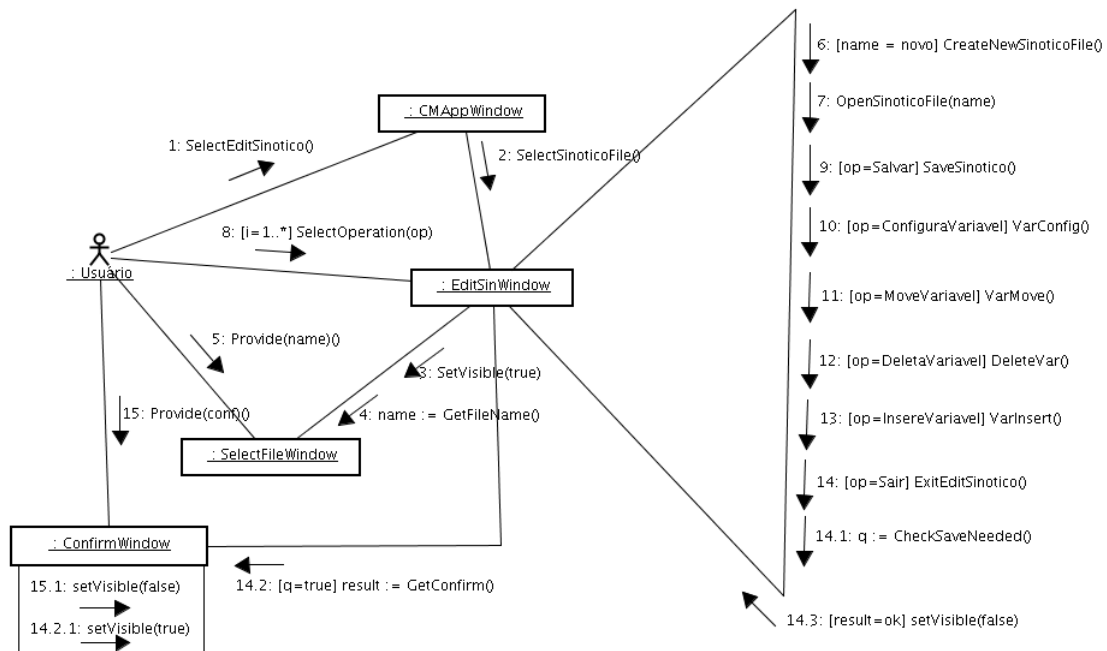 6: [name = novo] CreateNewSinoticoFile()
7: OpenSinoticoFile(name)
: CMAppWindow
1: SelectEditSinotico()
2: SelectSinoticoFile()
9: [op=Salvar] SaveSinotico()
8: [i=1..*] SelectOperation(op)
10: [op=ConfiguraVariavel] VarConfig()
: Usuário
: EditSinWindow
11: [op=MoveVariavel] VarMove()
5: Provide(name)()
3: SetVisible(true)
12: [op=DeletaVariavel] DeleteVar()
15: Provide(conf)()
4: name := GetFileName()
13: [op=InsereVariavel] VarInsert()
: SelectFileWindow
14: [op=Sair] ExitEditSinotico()
14.1: q := CheckSaveNeeded()
: ConfirmWindow
15.1: setVisible(false)
14.2: [q=true] result := GetConfirm()
14.3: [result=ok] setVisible(false)
14.2.1: setVisible(true)